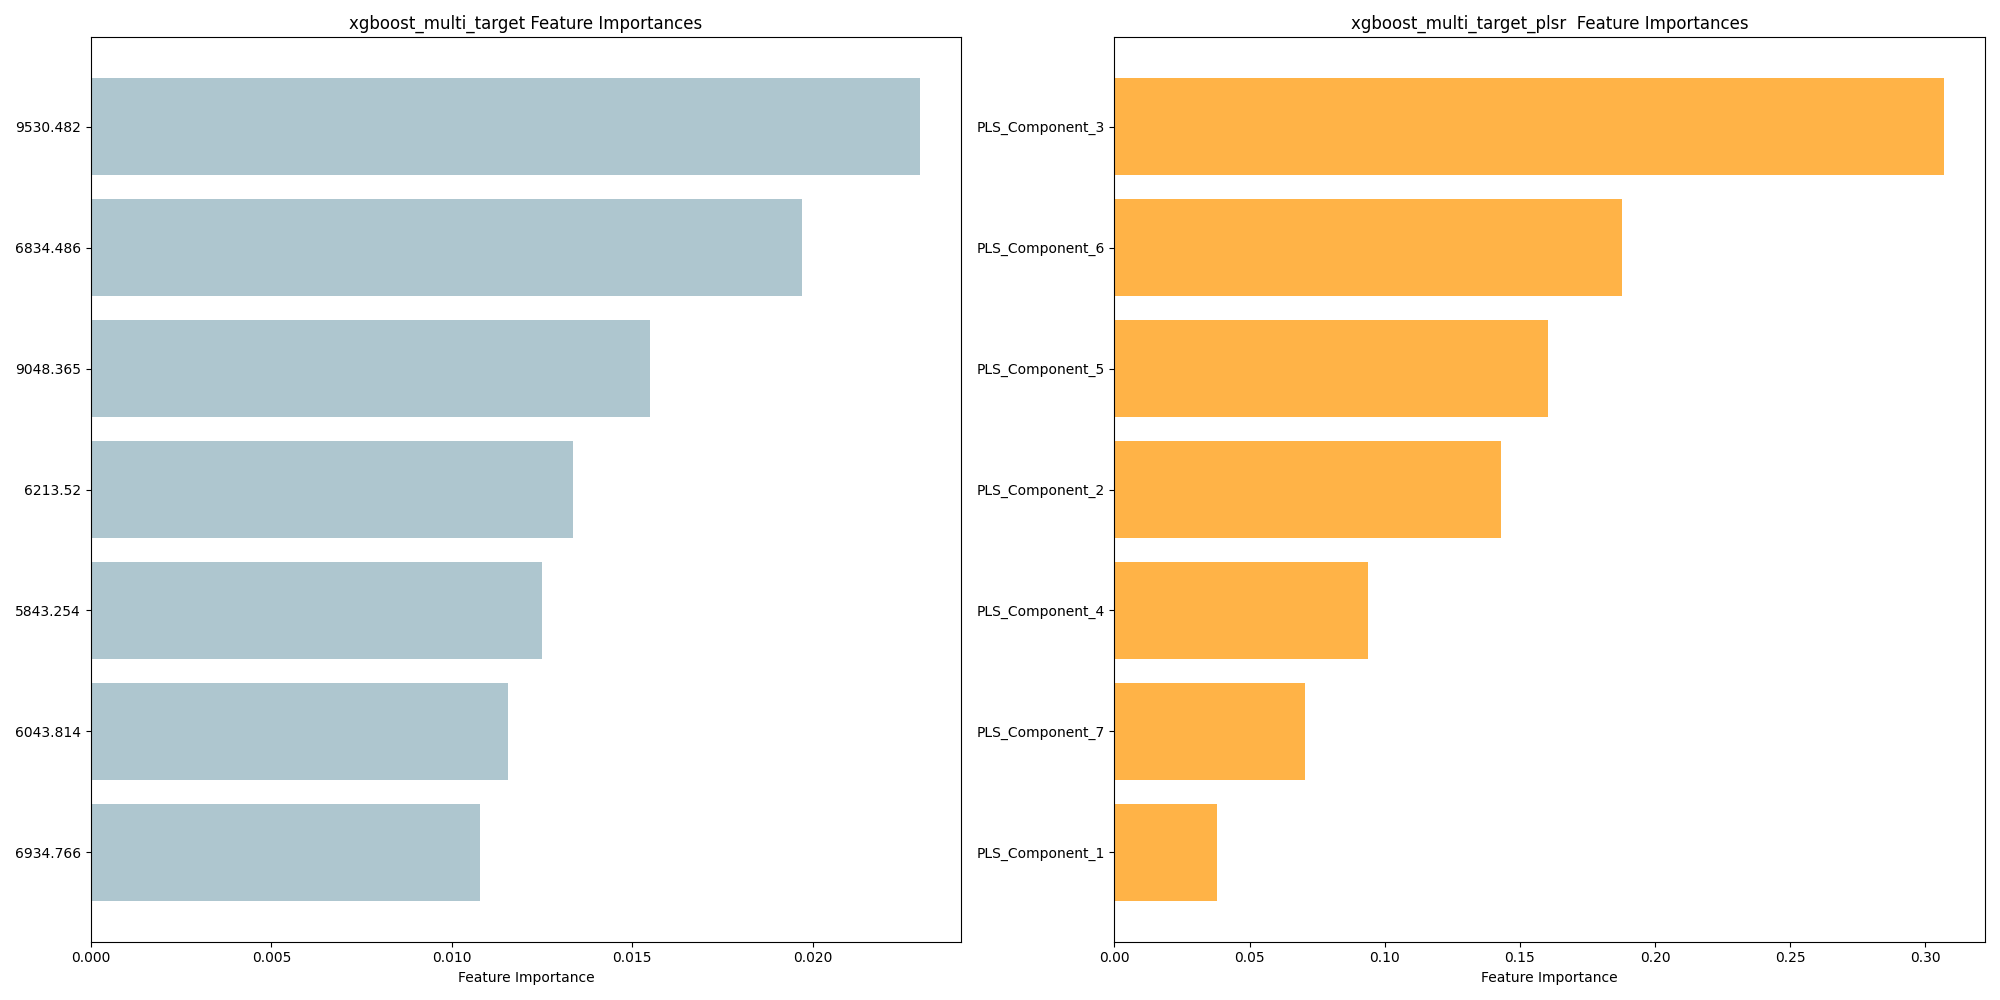 xgboost_multi_target Feature Importances
9530.482
6834.486
9048.365
6213.52
5843.254
6043.814
6934.766
0.000 0.005 0.010 0.015 0.020
Feature Importance
xgboost_multi_target_plsr  Feature Importances
PLS_Component_3
PLS_Component_6
PLS_Component_5
PLS_Component_2
PLS_Component_4
PLS_Component_7
PLS_Component_1
0.00 0.05 0.10 0.15 0.20 0.25 0.30
Feature Importance